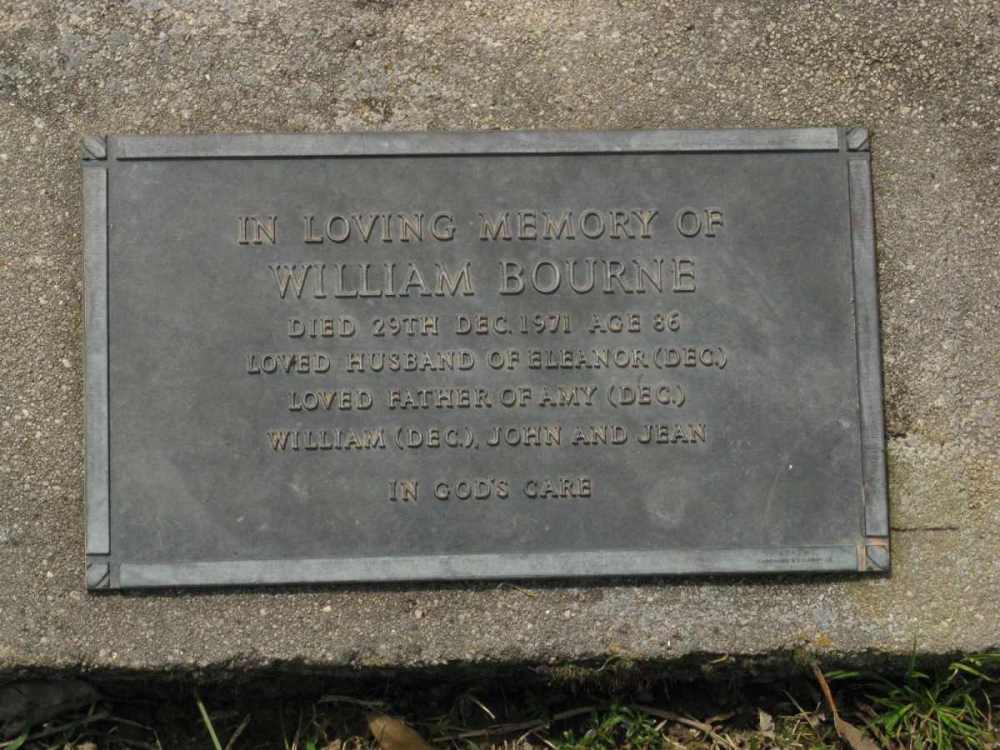 IN LOVING MEMORY OF
WILLIAM BOURNE
DIED 29TH DEC. 1971 AGE 86
LOVED HUSBAND OF ELEANOR (DEC.)
LOVED FATHER OF AMY (DEC.)
WILLIAM (DEC.), JOHN AND JEAN
IN GOD'S CARE